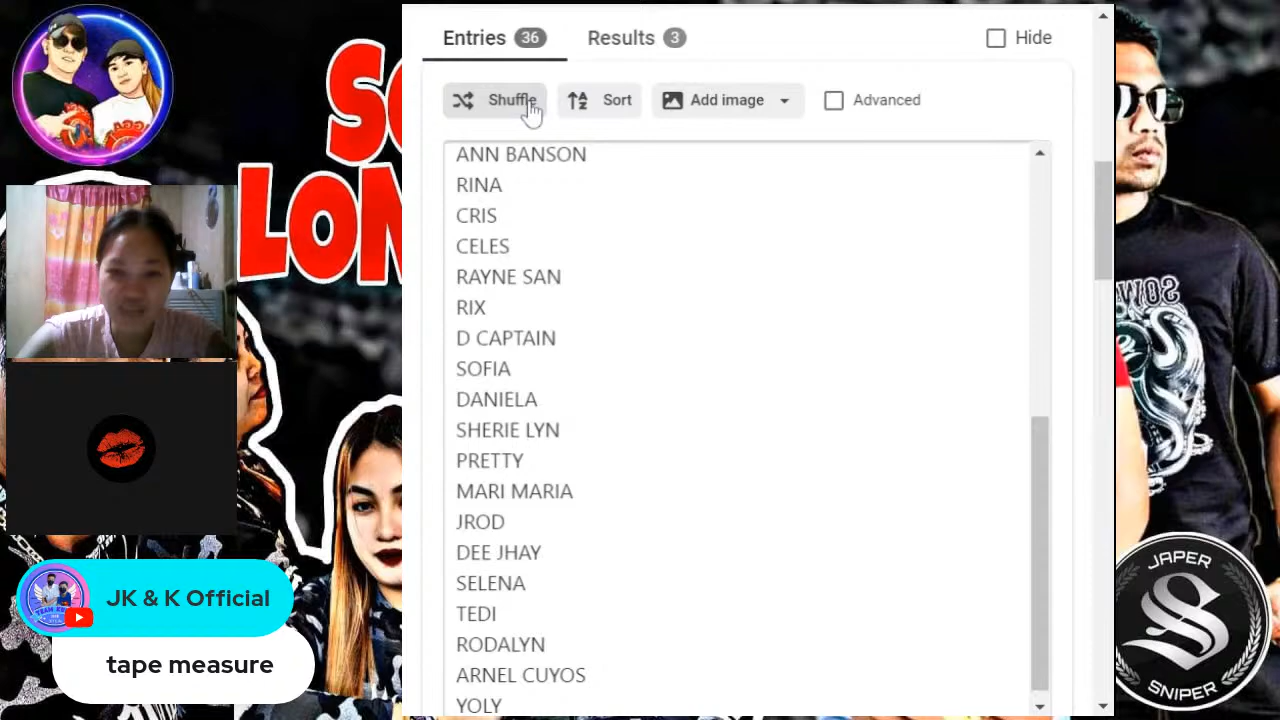 SO
LON
Entries 36
Results 3
Hide
Shuffle
Sort
Add image
Advanced
ANN BANSON
RINA
CRIS
CELES
RAYNE SAN
RIX
D CAPTAIN
SOFIA
DANIELA
SHERIE LYN
PRETTY
MARI MARIA
JROD
DEE JHAY
SELENA
TEDI
RODALYN
ARNEL CUYOS
YOLY
JK & K Official
tape measure
JAPER
S
SNIPER